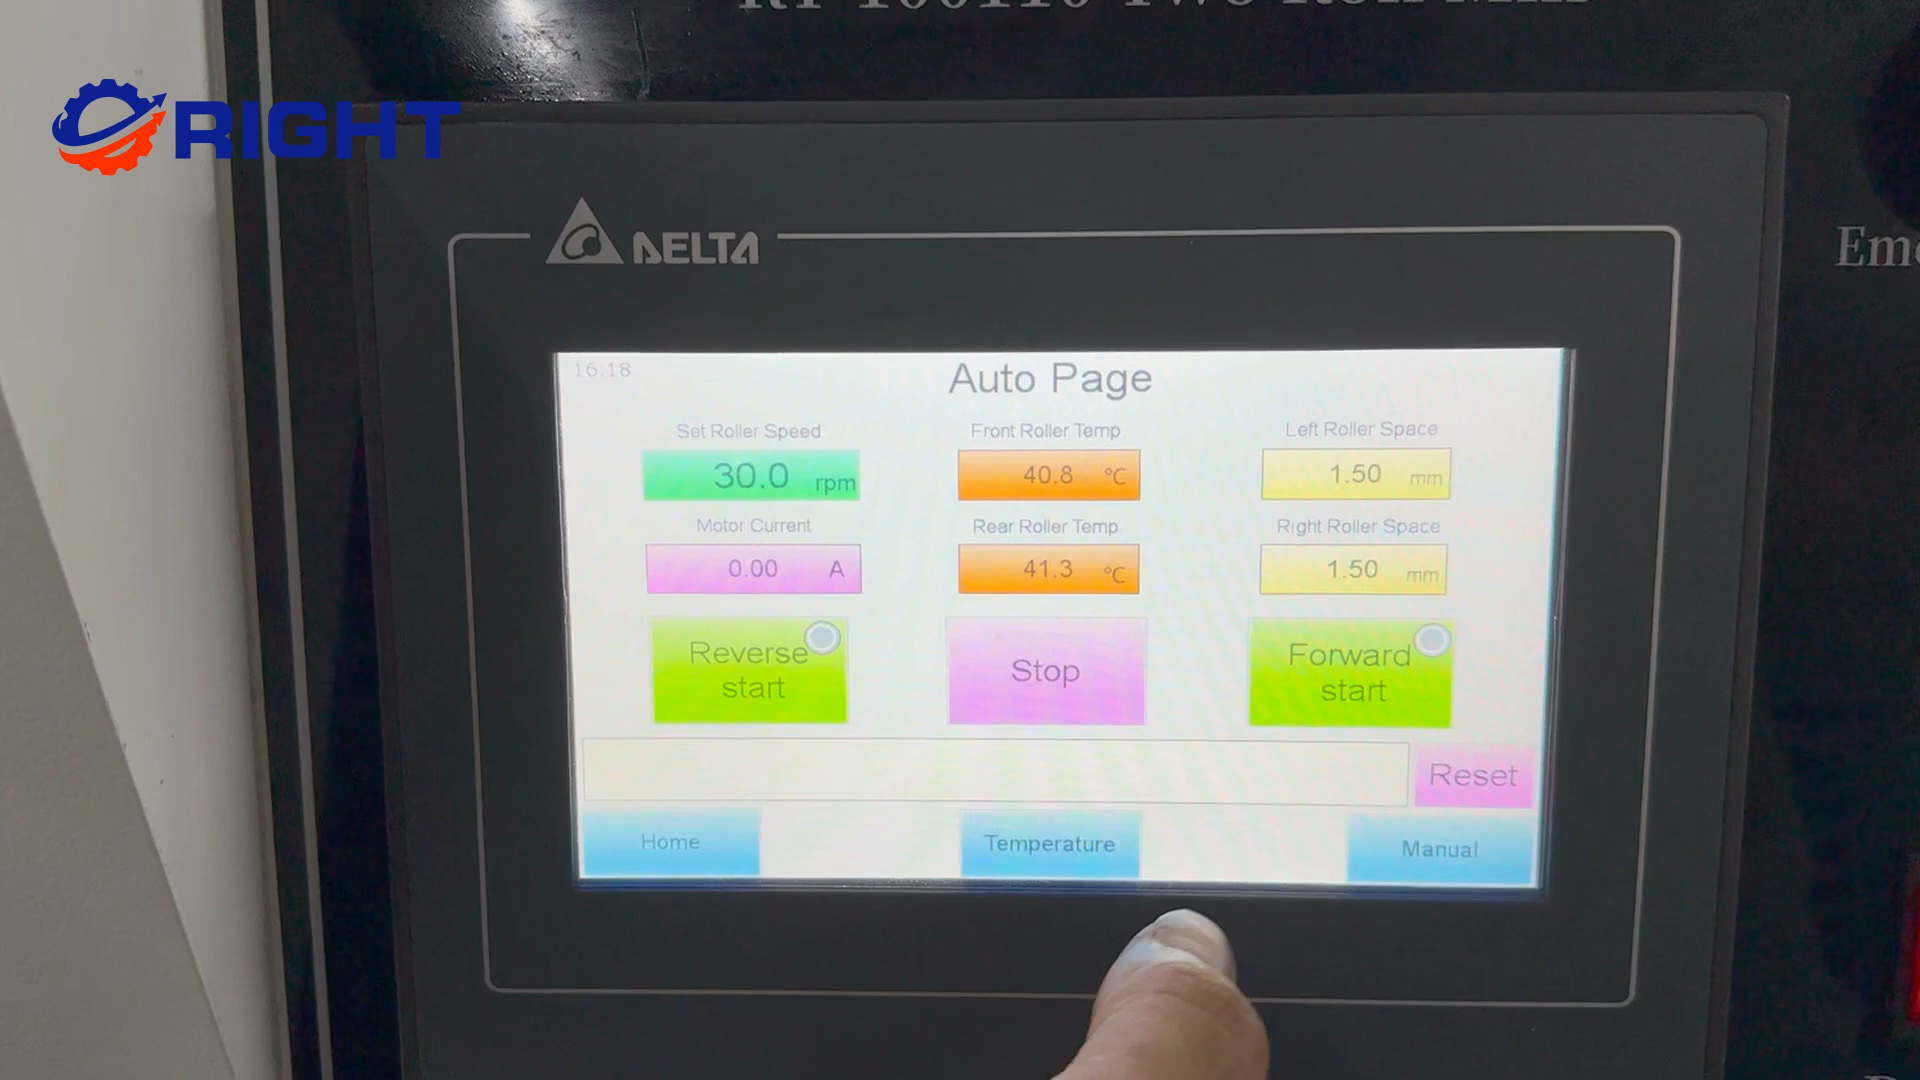 RIGHT
DELTA
Eme
16:18
Auto Page
Set Roller Speed
Front Roller Temp
Left Roller Space
30.0 rpm
40.8 °C
1.50 mm
Motor Current
Rear Roller Temp
Right Roller Space
0.00 A
41.3 °C
1.50 mm
Reverse
start
Stop
Forward
start
Reset
Home
Temperature
Manual